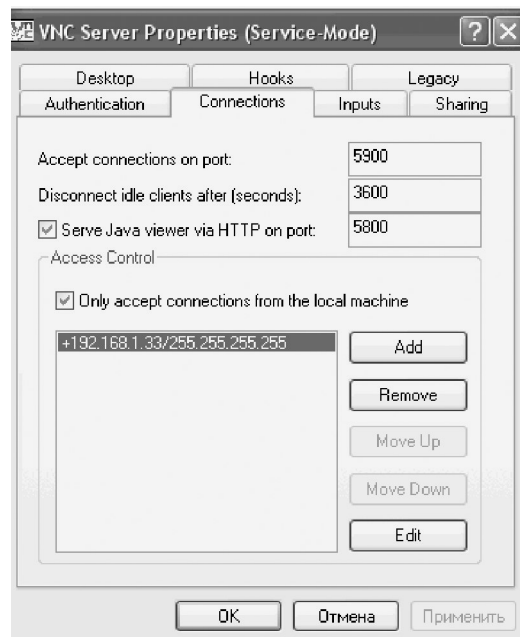 VNC Server Properties (Service-Mode)
Desktop Hooks Legacy
Authentication Connections Inputs Sharing
Accept connections on port: 5900
Disconnect idle clients after (seconds): 3600
Serve Java viewer via HTTP on port: 5800
Access Control
Only accept connections from the local machine
+192.168.1.33/255.255.255.255
Add
Remove
Move Up
Move Down
Edit
OK Отмена Применить